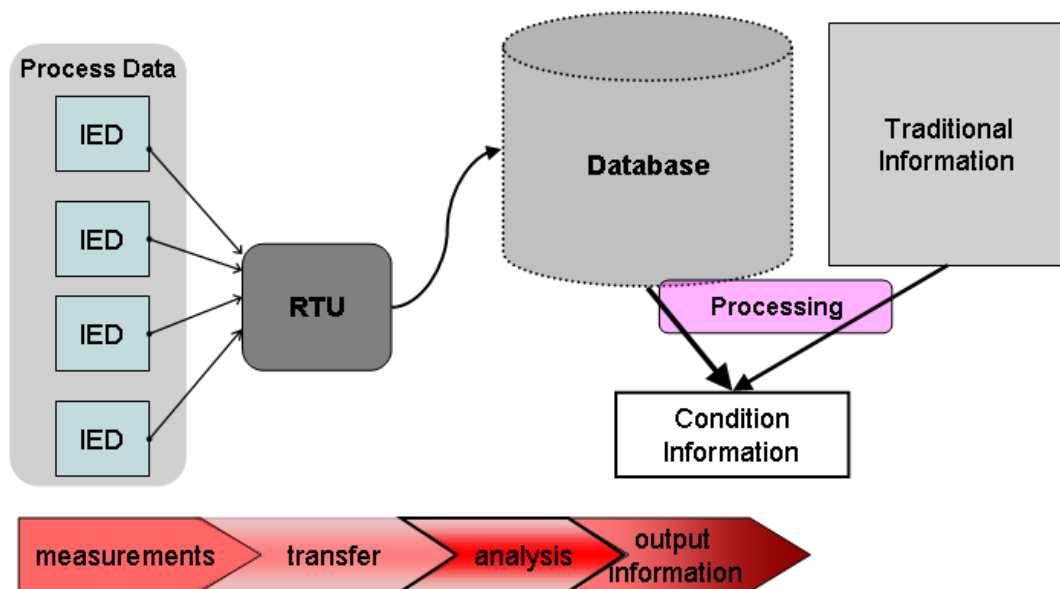 Process Data
IED
IED
IED
IED
RTU
Database
Traditional
Information
Processing
Condition
Information
measurements
transfer
analysis
output
information